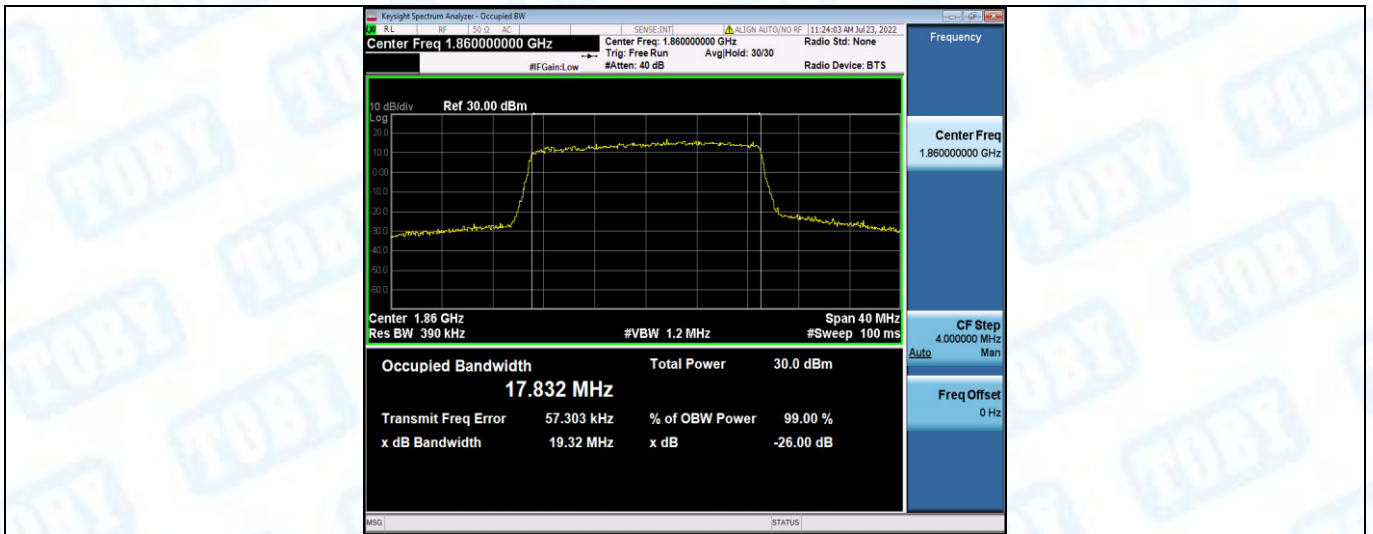 Keysight Spectrum Analyzer - Occupied BW
RL RF 50 Ω AC SENSE:INT ALIGN AUTO/NO RF 11:24:03 AM Jul 23, 2022
Center Freq 1.860000000 GHz
Center Freq: 1.860000000 GHz
Radio Std: None
Trig: Free Run Avg|Hold: 30/30
#IFGain:Low #Atten: 40 dB Radio Device: BTS
10 dB/div Ref 30.00 dBm
Log
20.0
10.0
0.00
-10.0
-20.0
-30.0
-40.0
-50.0
-60.0
Center 1.86 GHz Span 40 MHz
Res BW 390 kHz #VBW 1.2 MHz #Sweep 100 ms
Occupied Bandwidth Total Power 30.0 dBm
17.832 MHz
Transmit Freq Error 57.303 kHz % of OBW Power 99.00 %
x dB Bandwidth 19.32 MHz x dB -26.00 dB
MSG STATUS
Frequency
Center Freq
1.860000000 GHz
CF Step
4.000000 MHz
Auto Man
Freq Offset
0 Hz
TOBY
TOBY
TOBY
TOBY
TOBY
TOBY
TOBY
TOBY